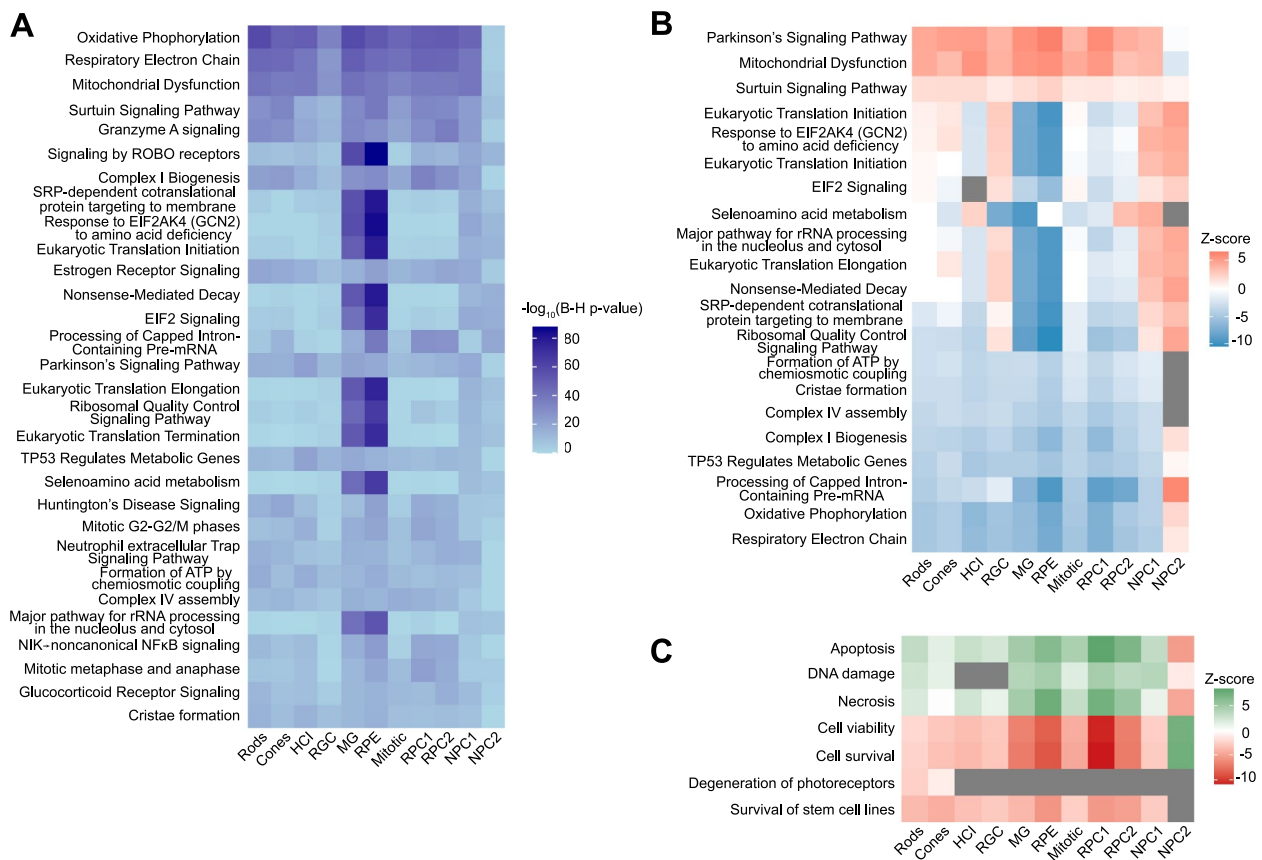 A
Oxidative Phophorylation
Respiratory Electron Chain
Mitochondrial Dysfunction
Surtuin Signaling Pathway
Granzyme A signaling
Signaling by ROBO receptors
Complex I Biogenesis
SRP-dependent cotranslational
protein targeting to membrane
Response to EIF2AK4 (GCN2)
to amino acid deficiency
Eukaryotic Translation Initiation
Estrogen Receptor Signaling
Nonsense-Mediated Decay
EIF2 Signaling
Processing of Capped Intron-
Containing Pre-mRNA
Parkinson's Signaling Pathway
Eukaryotic Translation Elongation
Ribosomal Quality Control
Signaling Pathway
Eukaryotic Translation Termination
TP53 Regulates Metabolic Genes
Selenoamino acid metabolism
Huntington's Disease Signaling
Mitotic G2-G2/M phases
Neutrophil extracellular Trap
Signaling Pathway
Formation of ATP by
chemiosmotic coupling
Complex IV assembly
Major pathway for rRNA processing
in the nucleolus and cytosol
NIK-noncanonical NFκB signaling
Mitotic metaphase and anaphase
Glucocorticoid Receptor Signaling
Cristae formation
Rods
Cones
HCI
RGC
MG
RPE
Mitotic
RPC1
RPC2
NPC1
NPC2
-log10(B-H p-value)
80
60
40
20
0
B
Parkinson's Signaling Pathway
Mitochondrial Dysfunction
Surtuin Signaling Pathway
Eukaryotic Translation Initiation
Response to EIF2AK4 (GCN2)
to amino acid deficiency
Eukaryotic Translation Initiation
EIF2 Signaling
Selenoamino acid metabolism
Major pathway for rRNA processing
in the nucleolus and cytosol
Eukaryotic Translation Elongation
Nonsense-Mediated Decay
SRP-dependent cotranslational
protein targeting to membrane
Ribosomal Quality Control
Signaling Pathway
Formation of ATP by
chemiosmotic coupling
Cristae formation
Complex IV assembly
Complex I Biogenesis
TP53 Regulates Metabolic Genes
Processing of Capped Intron-
Containing Pre-mRNA
Oxidative Phophorylation
Respiratory Electron Chain
Rods
Cones
HCI
RGC
MG
RPE
Mitotic
RPC1
RPC2
NPC1
NPC2
Z-score
5
0
-5
-10
C
Apoptosis
DNA damage
Necrosis
Cell viability
Cell survival
Degeneration of photoreceptors
Survival of stem cell lines
Rods
Cones
HCI
RGC
MG
RPE
Mitotic
RPC1
RPC2
NPC1
NPC2
Z-score
5
0
-5
-10